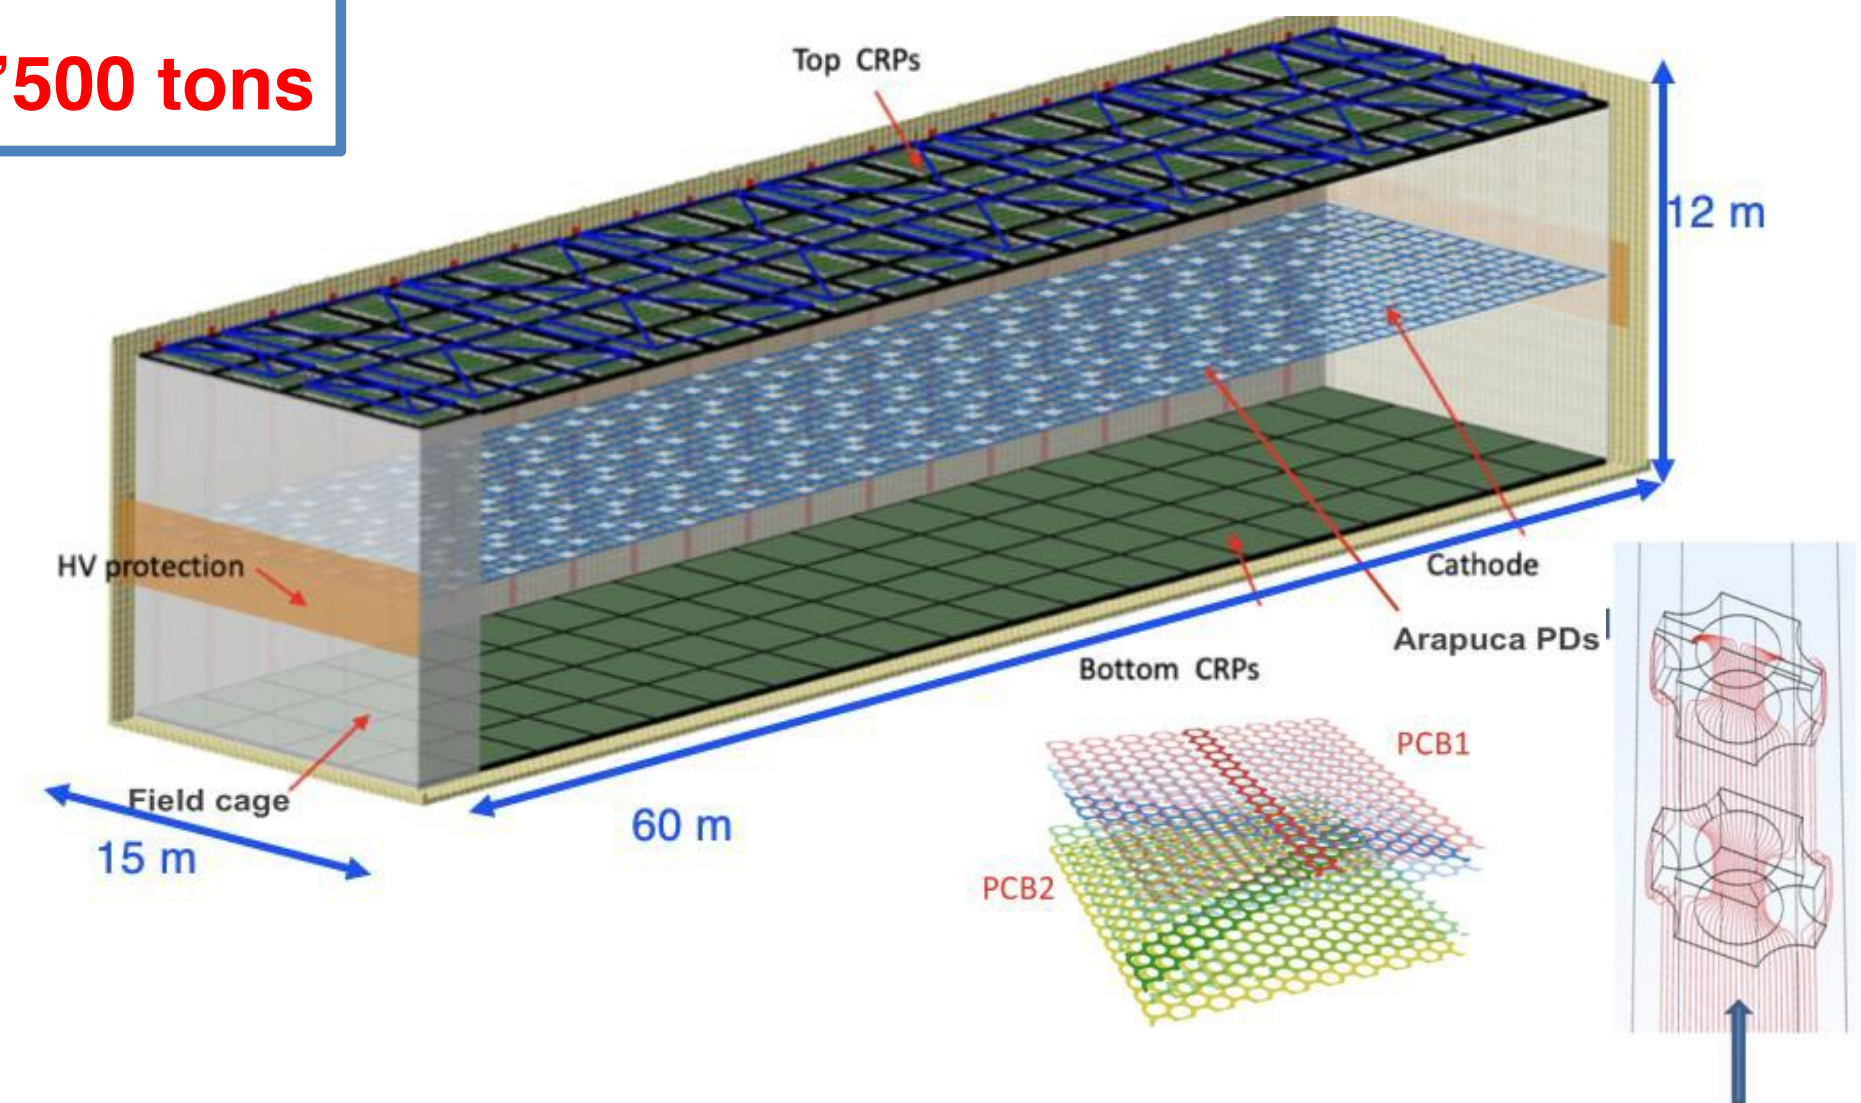 ’500 tons
Top CRPs
12 m
HV protection
Cathode
Arapuca PDs
Bottom CRPs
PCB1
Field cage
60 m
15 m
PCB2